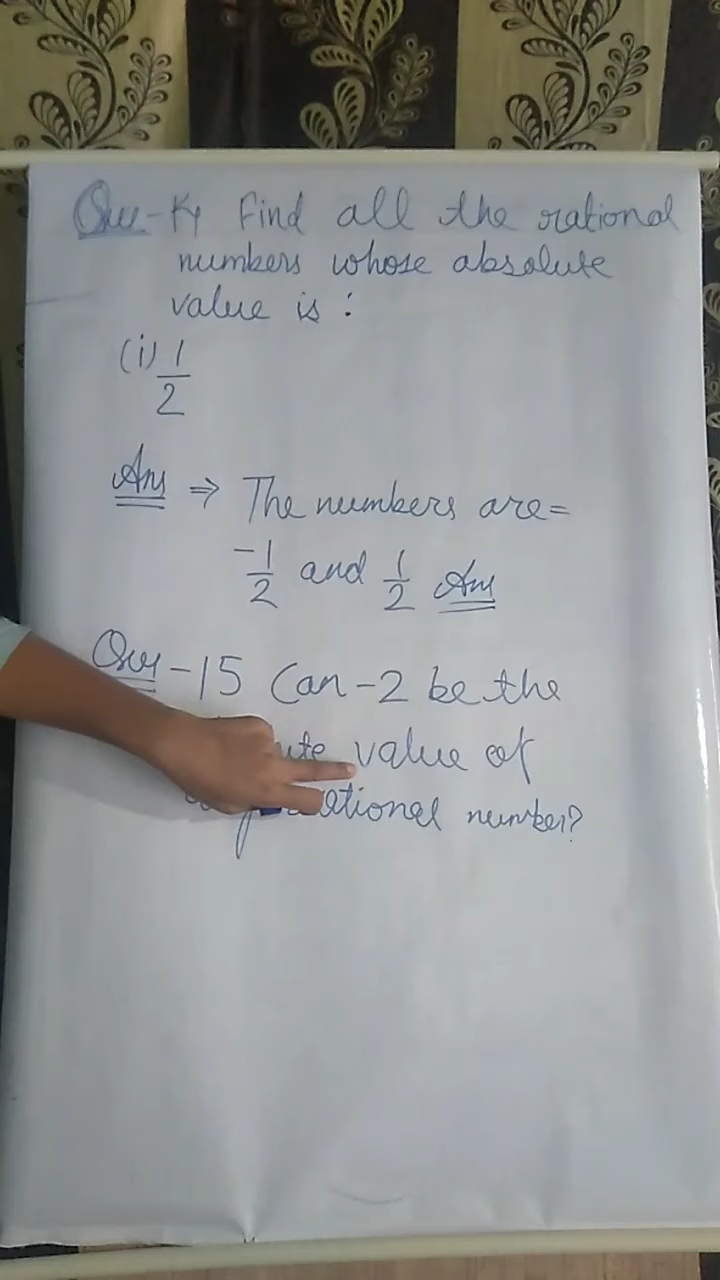 Que-14 Find all the rational
numbers whose absolute
value is :
(i) 1/2
Ans ⇒ The numbers are=
-1/2 and 1/2 Ans
Que-15 Can -2 be the
value of
number?